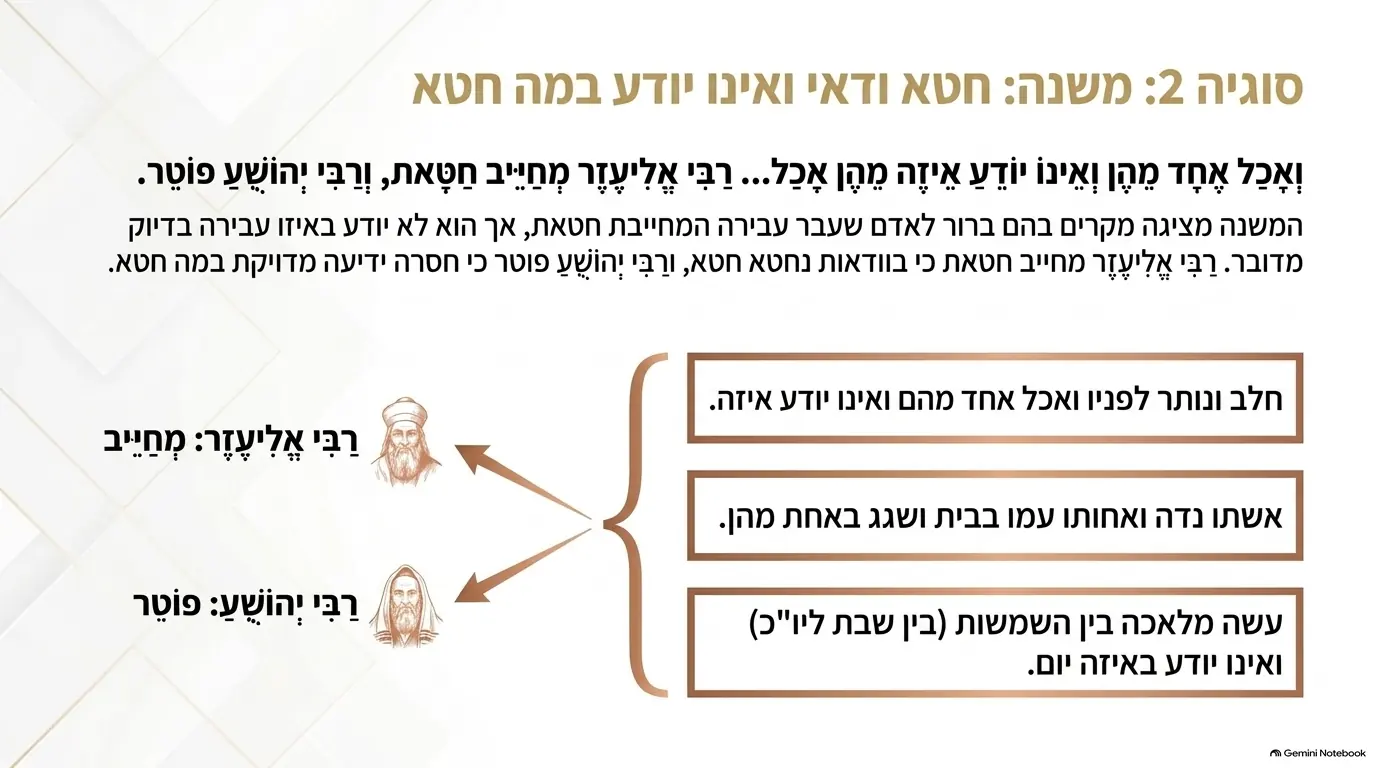 סוגיה 2: משנה: חטא ודאי ואינו יודע במה חטא
וְאָכַל אֶחָד מֵהֶן וְאֵינוֹ יוֹדֵעַ אֵיזֶה מֵהֶן אָכַל... רַבִּי אֱלִיעֶזֶר מְחַיֵּיב חַטָּאת, וְרַבִּי יְהוֹשֻׁעַ פּוֹטֵר.
המשנה מציגה מקרים בהם ברור לאדם שעבר עבירה המחייבת חטאת, אך הוא לא יודע באיזו עבירה בדיוק
מדובר. רַבִּי אֱלִיעֶזֶר מחייב חטאת כי בוודאות נחטא חטא, ורַבִּי יְהוֹשֻׁעַ פוטר כי חסרה ידיעה מדויקת במה חטא.
חלב ונותר לפניו ואכל אחד מהם ואינו יודע איזה.
אשתו נדה ואחותו עמו בבית ושגג באחת מהן.
עשה מלאכה בין השמשות (בין שבת ליו"כ)
ואינו יודע באיזה יום.
רַבִּי אֱלִיעֶזֶר: מְחַיֵּיב
רַבִּי יְהוֹשֻׁעַ: פּוֹטֵר
Gemini Notebook